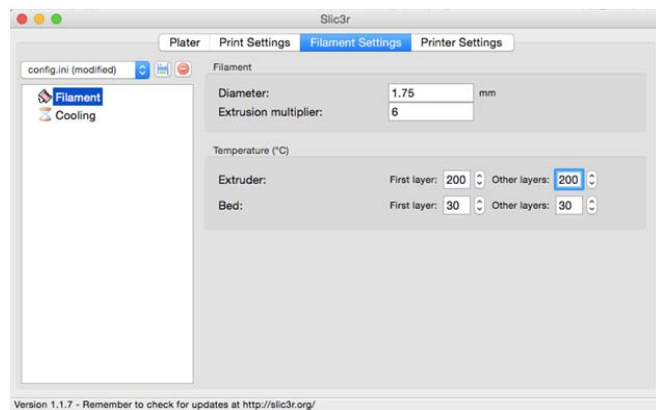 Slic3r
Plater Print Settings Filament Settings Printer Settings
config.ini (modified)
Filament
Cooling
Filament
Diameter: 1.75 mm
Extrusion multiplier: 6
Temperature (°C)
Extruder: First layer: 200 Other layers: 200
Bed: First layer: 30 Other layers: 30
Version 1.1.7 - Remember to check for updates at http://slic3r.org/